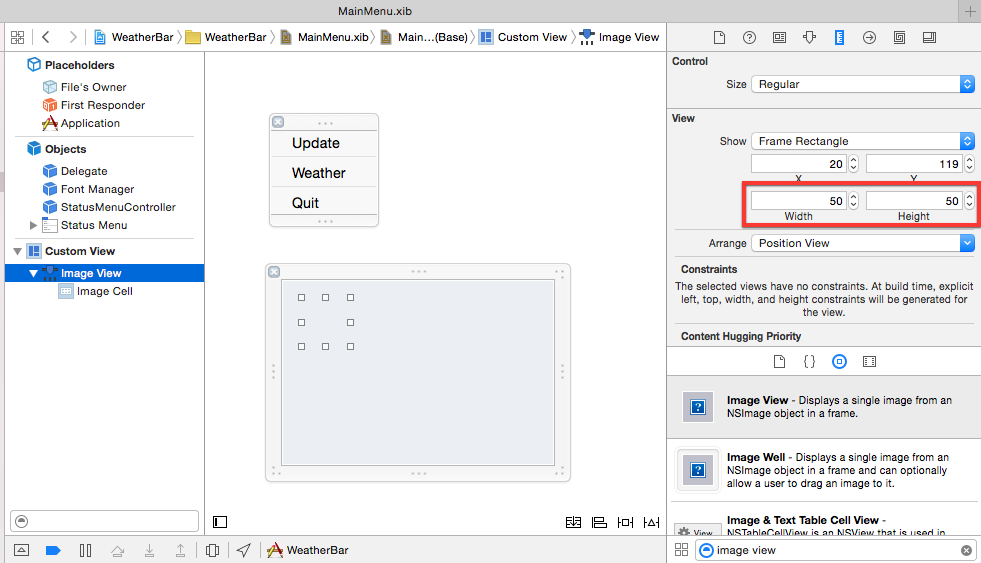 MainMenu.xib
WeatherBar WeatherBar MainMenu.xib Main...(Base) Custom View Image View
Placeholders
File's Owner
First Responder
Application
Objects
Delegate
Font Manager
StatusMenuController
Status Menu
Custom View
Image View
Image Cell
Update
Weather
Quit
Control
Size Regular
View
Show Frame Rectangle
20 119
X Y
50 50
Width Height
Arrange Position View
Constraints
The selected views have no constraints. At build time, explicit
left, top, width, and height constraints will be generated for
the view.
Content Hugging Priority
Image View - Displays a single image from an
NSImage object in a frame.
Image Well - Displays a single image from an
NSImage object in a frame and can optionally
allow a user to drag an image to it.
Image & Text Table Cell View -
View NSTableCellView is an NSView that is used in
WeatherBar
image view